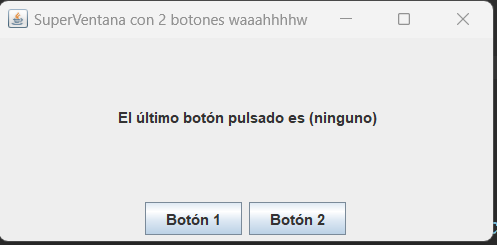 SuperVentana con 2 botones waaahhhhw
El último botón pulsado es (ninguno)
Botón 1 Botón 2